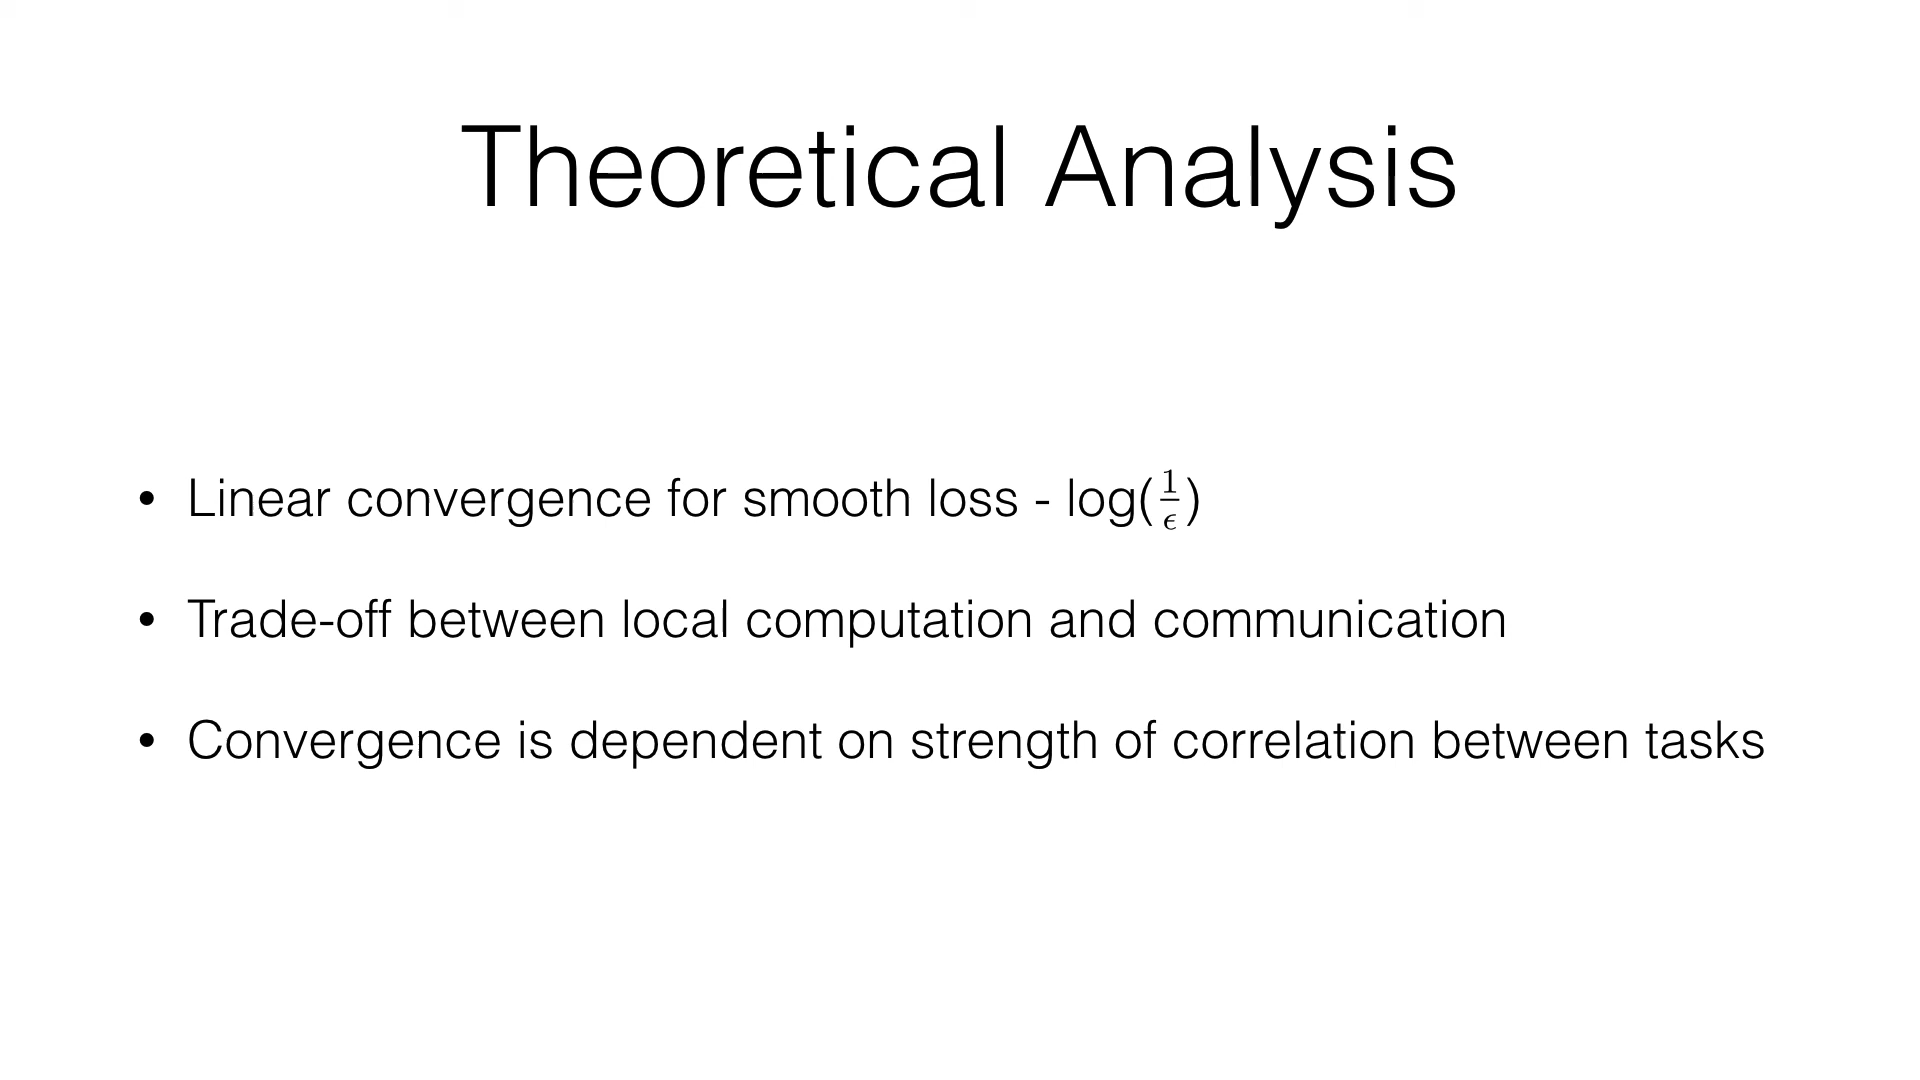 Theoretical Analysis
• Linear convergence for smooth loss - log(1/ϵ)
• Trade-off between local computation and communication
• Convergence is dependent on strength of correlation between tasks